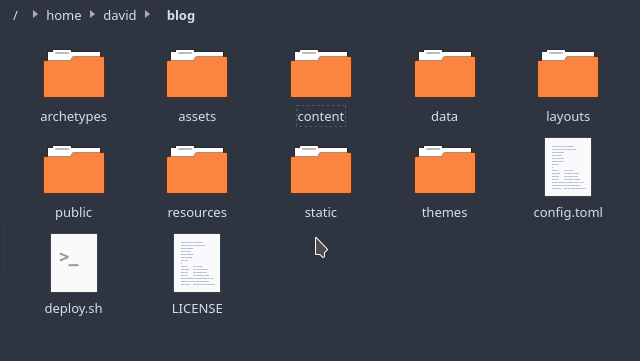 / home david blog
archetypes assets content data layouts
public resources static themes config.toml
>_
deploy.sh LICENSE